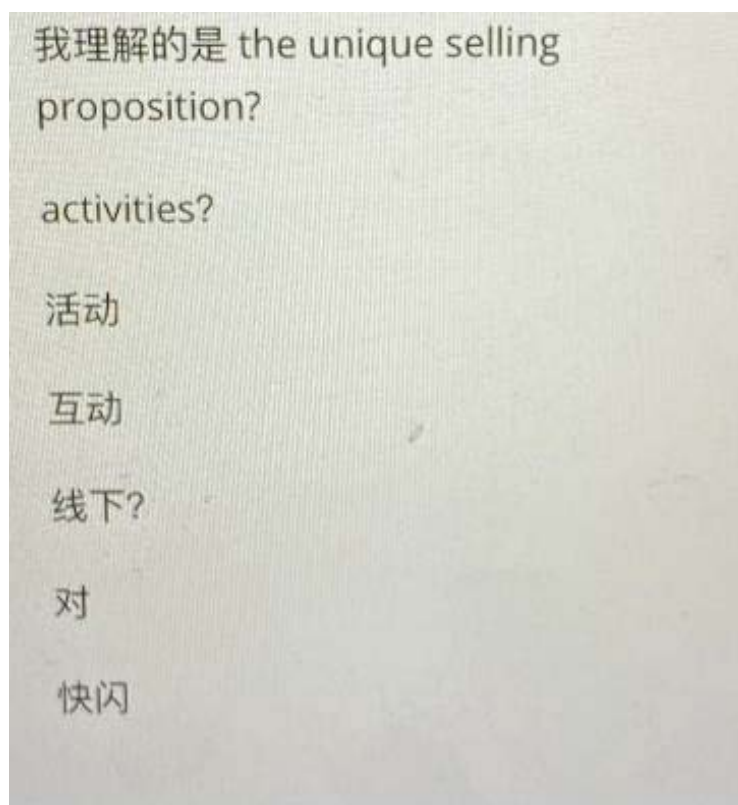 我理解的是 the unique selling
proposition?
activities?
活动
互动
线下?
对
快闪